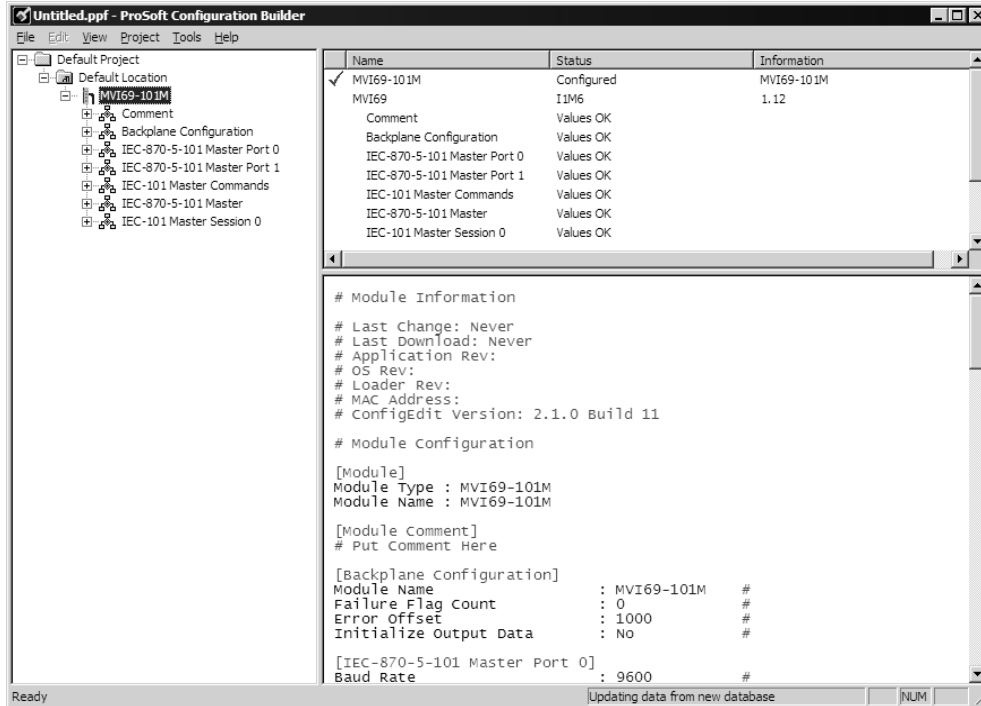 Untitled.ppf - ProSoft Configuration Builder
File Edit View Project Tools Help
Default Project
Default Location
MVI69-101M
Comment
Backplane Configuration
IEC-870-5-101 Master Port 0
IEC-870-5-101 Master Port 1
IEC-101 Master Commands
IEC-870-5-101 Master
IEC-101 Master Session 0
Name Status Information
MVI69-101M Configured MVI69-101M
MVI69 I1M6 1.12
Comment Values OK
Backplane Configuration Values OK
IEC-870-5-101 Master Port 0 Values OK
IEC-870-5-101 Master Port 1 Values OK
IEC-101 Master Commands Values OK
IEC-870-5-101 Master Values OK
IEC-101 Master Session 0 Values OK
# Module Information
# Last Change: Never
# Last Download: Never
# Application Rev:
# OS Rev:
# Loader Rev:
# MAC Address:
# ConfigEdit Version: 2.1.0 Build 11
# Module Configuration
[Module]
Module Type : MVI69-101M
Module Name : MVI69-101M
[Module Comment]
# Put Comment Here
[Backplane Configuration]
Module Name : MVI69-101M #
Failure Flag Count : 0 #
Error Offset : 1000 #
Initialize Output Data : No #
[IEC-870-5-101 Master Port 0]
Baud Rate : 9600 #
Ready Updating data from new database NUM